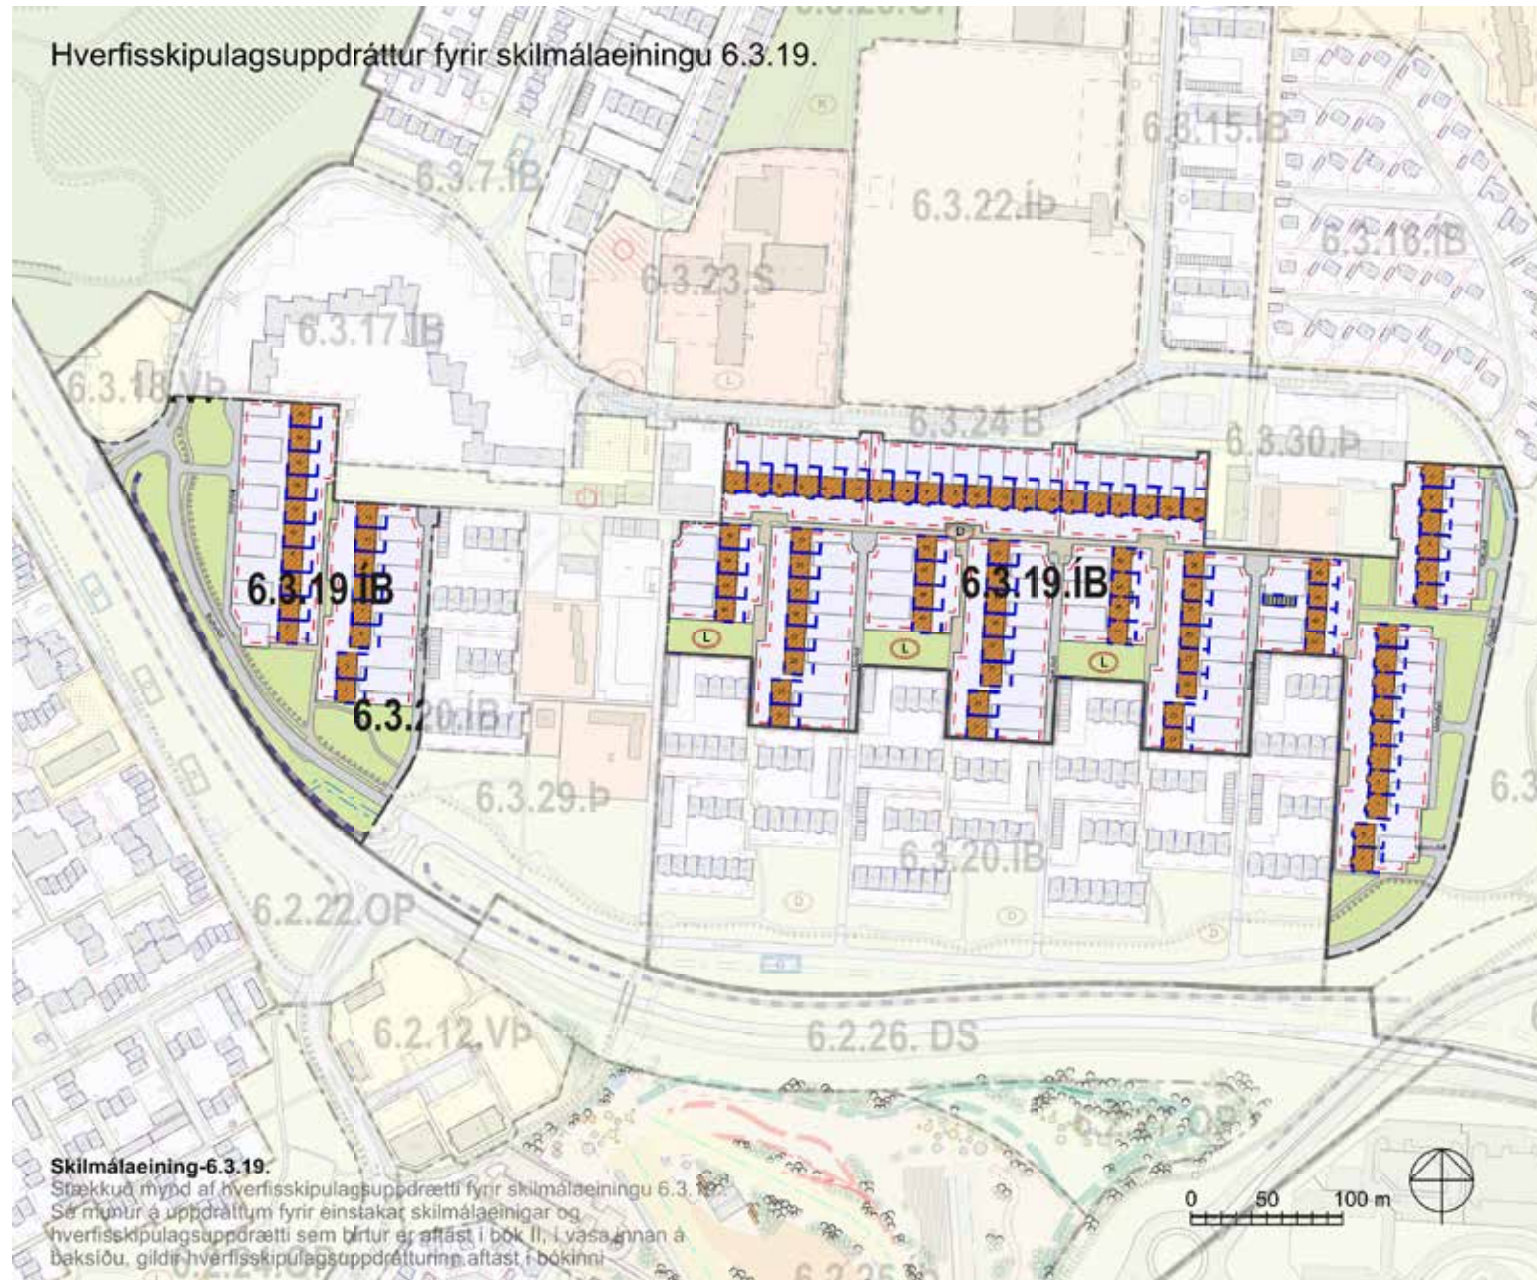 Hverfisskipulagsuppdráttur fyrir skilmálaeiningu 6.3.19.
6.3.15.ÍB
6.3.7.ÍB
6.3.22.ÍÞ
6.3.16.ÍB
6.3.23.S
6.3.17.ÍB
6.3.18.VÞ
6.3.24 B
6.3.30.Þ
D
6.3.19.ÍB
6.3.19.ÍB
L
L
L
6.3.20.ÍB
6.3.29.Þ
6.3.20.ÍB
6.2.22.OP
D
D
D
6.2.12.VÞ
6.2.26. DS
Skilmálaeining-6.3.19.
Stækkuð mynd af hverfisskipulagsuppdrætti fyrir skilmálaeiningu 6.3.19.
Sé munur á uppdráttum fyrir einstakar skilmálaeinigar og
hverfisskipulagsuppdrætti sem birtur er aftast í bók II, í vasa innan á
baksíðu, gildir hverfisskipulagsuppdrátturinn aftast í bókinni
0 50 100 m